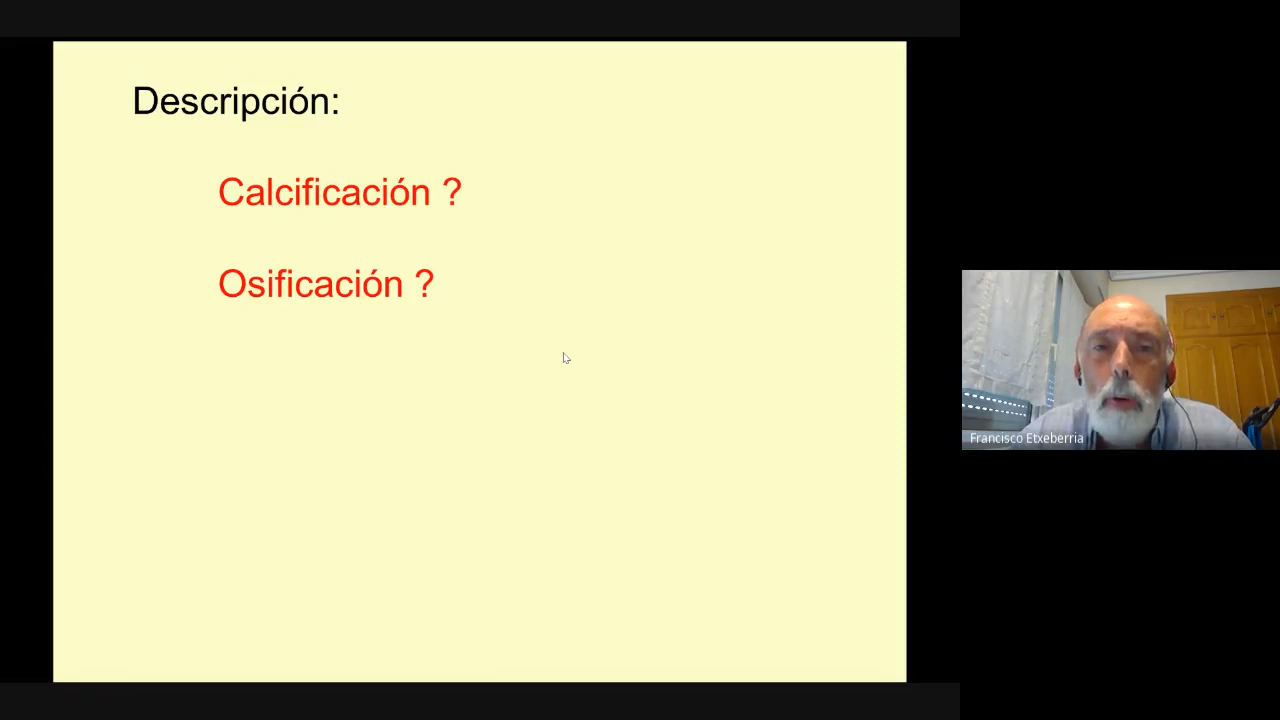 Descripción:
Calcificación ?
Osificación ?
Francisco Etxeberria